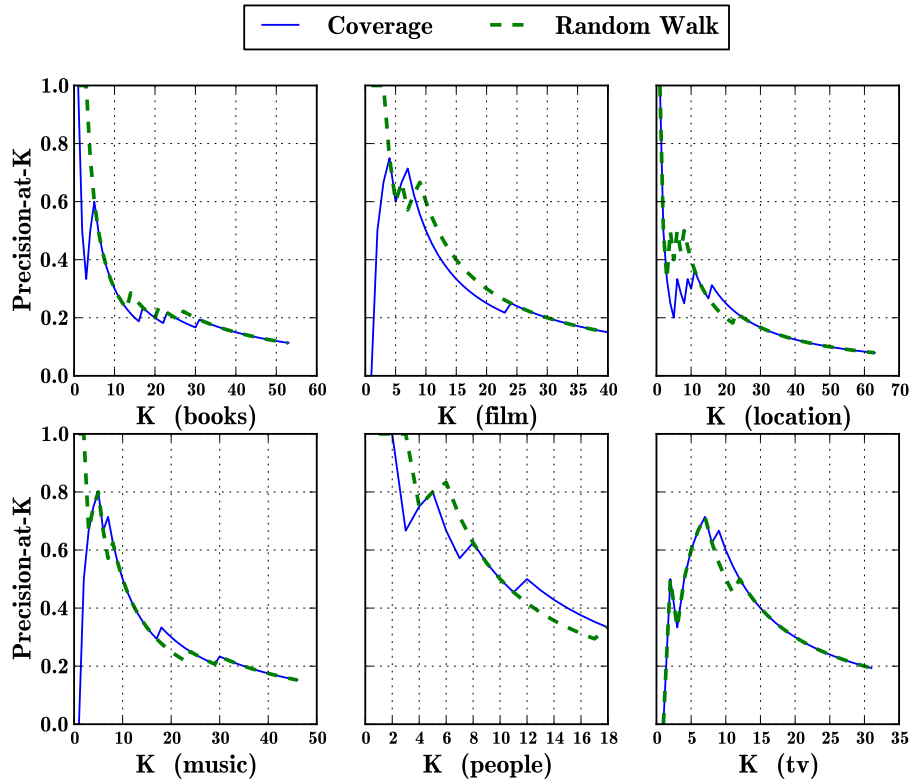 Coverage Random Walk
1.0
0.8
0.6
0.4
0.2
0.0
Precision-at-K
0 10 20 30 40 50 60
K (books)
0 5 10 15 20 25 30 35 40
K (film)
0 10 20 30 40 50 60 70
K (location)
1.0
0.8
0.6
0.4
0.2
0.0
Precision-at-K
0 10 20 30 40 50
K (music)
0 2 4 6 8 10 12 14 16 18
K (people)
0 5 10 15 20 25 30 35
K (tv)